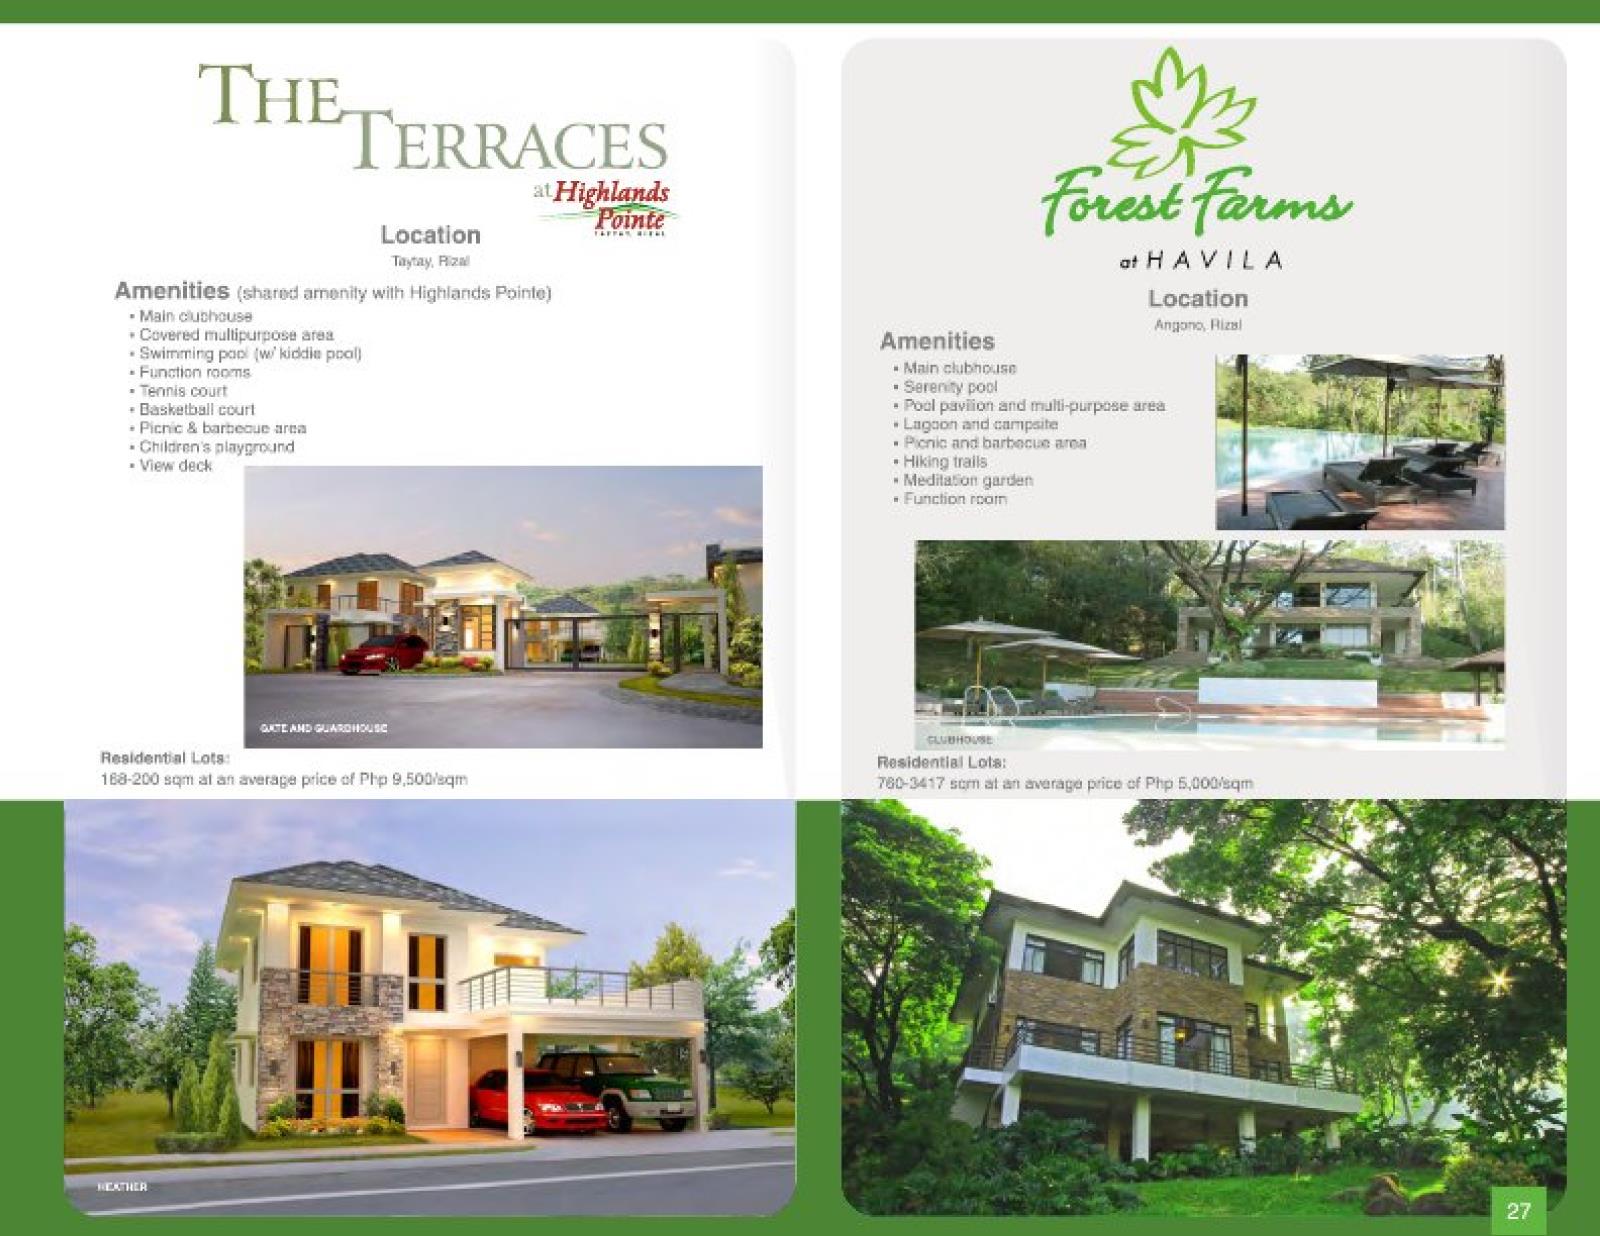 THE
TERRACES
at Highlands
Pointe
TAYTAY, RIZAL
Location
Taytay, Rizal
Amenities (shared amenity with Highlands Pointe)
• Main clubhouse
• Covered multipurpose area
• Swimming pool (w/ kiddie pool)
• Function rooms
• Tennis court
• Basketball court
• Picnic & barbecue area
• Children's playground
• View deck
GATE AND GUARDHOUSE
Residential Lots:
168-200 sqm at an average price of Php 9,500/sqm
HEATHER
Forest Farms
at HAVILA
Location
Angono, Rizal
Amenities
• Main clubhouse
• Serenity pool
• Pool pavilion and multi-purpose area
• Lagoon and campsite
• Picnic and barbecue area
• Hiking trails
• Meditation garden
• Function room
CLUBHOUSE
Residential Lots:
760-3417 sqm at an average price of Php 5,000/sqm
27